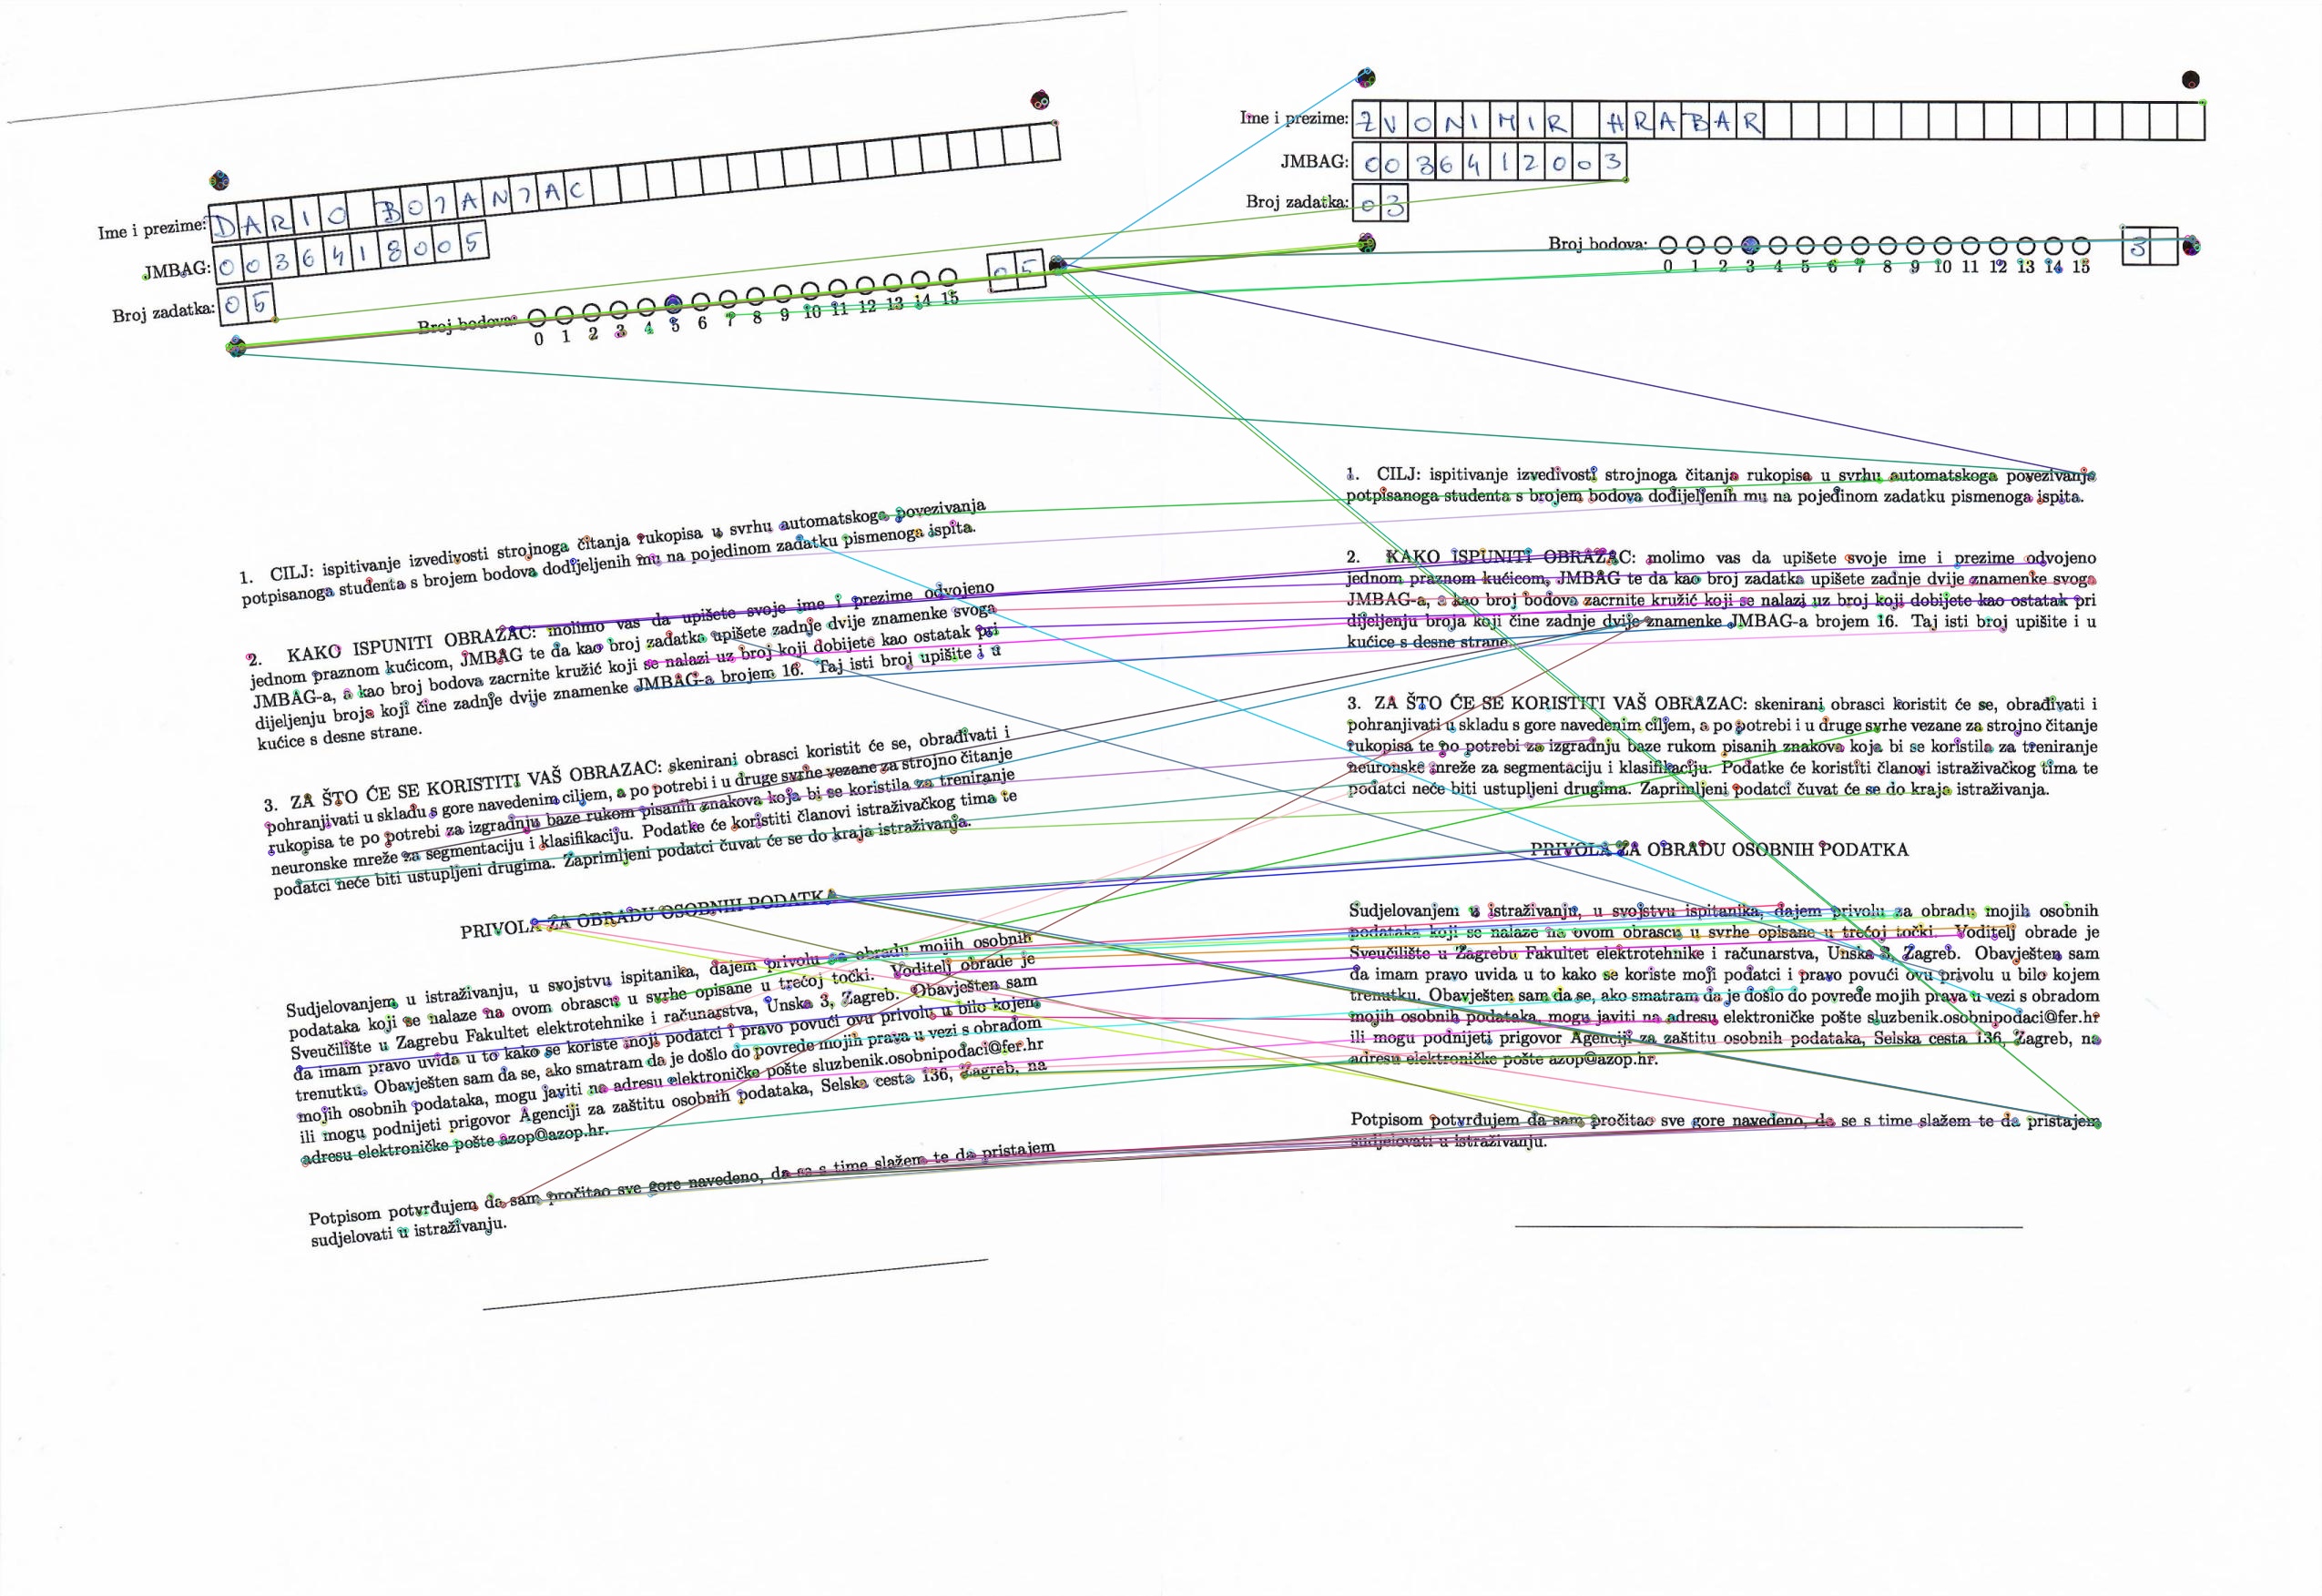 Ime i prezime: DARIO BOJANJAC
JMBAG: 0036418005
Broj zadatka: 05
Broj bodova: 05
0 1 2 3 4 5 6 7 8 9 10 11 12 13 14 15
1. CILJ: ispitivanje izvedivosti strojnoga čitanja rukopisa u svrhu automatskoga povezivanja
potpisanoga studenta s brojem bodova dodijeljenih mu na pojedinom zadatku pismenoga ispita.
2. KAKO ISPUNITI OBRAZAC: molimo vas da upišete svoje ime i prezime odvojeno
jednom praznom kućicom, JMBAG te da kao broj zadatka upišete zadnje dvije znamenke svoga
JMBAG-a, a kao broj bodova zacrnite kružić koji se nalazi uz broj koji dobijete kao ostatak pri
dijeljenju broja koji čine zadnje dvije znamenke JMBAG-a brojem 16. Taj isti broj upišite i u
kućice s desne strane.
3. ZA ŠTO ĆE SE KORISTITI VAŠ OBRAZAC: skenirani obrasci koristit će se, obrađivati i
pohranjivati u skladu s gore navedenim ciljem, a po potrebi i u druge svrhe vezane za strojno čitanje
rukopisa te po potrebi za izgradnju baze rukom pisanih znakova koja bi se koristila za treniranje
neuronske mreže za segmentaciju i klasifikaciju. Podatke će koristiti članovi istraživačkog tima te
podatci neće biti ustupljeni drugima. Zaprimljeni podatci čuvat će se do kraja istraživanja.
PRIVOLA ZA OBRADU OSOBNIH PODATKA
Sudjelovanjem u istraživanju, u svojstvu ispitanika, dajem privolu za obradu mojih osobnih
podataka koji se nalaze na ovom obrascu u svrhe opisane u trećoj točki. Voditelj obrade je
Sveučilište u Zagrebu Fakultet elektrotehnike i računarstva, Unska 3, Zagreb. Obavješten sam
da imam pravo uvida u to kako se koriste moji podatci i pravo povući ovu privolu u bilo kojem
trenutku. Obavješten sam da se, ako smatram da je došlo do povrede mojih prava u vezi s obradom
mojih osobnih podataka, mogu javiti na adresu elektroničke pošte sluzbenik.osobnipodaci@fer.hr
ili mogu podnijeti prigovor Agenciji za zaštitu osobnih podataka, Selska cesta 136, Zagreb, na
adresu elektroničke pošte azop@azop.hr.
Potpisom potvrđujem da sam pročitao sve gore navedeno, da se s time slažem te da pristajem
sudjelovati u istraživanju.
Ime i prezime: ZVONIMIR HRABAR
JMBAG: 0036412003
Broj zadatka: 03
Broj bodova: 3
0 1 2 3 4 5 6 7 8 9 10 11 12 13 14 15
1. CILJ: ispitivanje izvedivosti strojnoga čitanja rukopisa u svrhu automatskoga povezivanja
potpisanoga studenta s brojem bodova dodijeljenih mu na pojedinom zadatku pismenoga ispita.
2. KAKO ISPUNITI OBRAZAC: molimo vas da upišete svoje ime i prezime odvojeno
jednom praznom kućicom, JMBAG te da kao broj zadatka upišete zadnje dvije znamenke svoga
JMBAG-a, a kao broj bodova zacrnite kružić koji se nalazi uz broj koji dobijete kao ostatak pri
dijeljenju broja koji čine zadnje dvije znamenke JMBAG-a brojem 16. Taj isti broj upišite i u
kućice s desne strane.
3. ZA ŠTO ĆE SE KORISTITI VAŠ OBRAZAC: skenirani obrasci koristit će se, obrađivati i
pohranjivati u skladu s gore navedenim ciljem, a po potrebi i u druge svrhe vezane za strojno čitanje
rukopisa te po potrebi za izgradnju baze rukom pisanih znakova koja bi se koristila za treniranje
neuronske mreže za segmentaciju i klasifikaciju. Podatke će koristiti članovi istraživačkog tima te
podatci neće biti ustupljeni drugima. Zaprimljeni podatci čuvat će se do kraja istraživanja.
PRIVOLA ZA OBRADU OSOBNIH PODATKA
Sudjelovanjem u istraživanju, u svojstvu ispitanika, dajem privolu za obradu mojih osobnih
podataka koji se nalaze na ovom obrascu u svrhe opisane u trećoj točki. Voditelj obrade je
Sveučilište u Zagrebu Fakultet elektrotehnike i računarstva, Unska 3, Zagreb. Obavješten sam
da imam pravo uvida u to kako se koriste moji podatci i pravo povući ovu privolu u bilo kojem
trenutku. Obavješten sam da se, ako smatram da je došlo do povrede mojih prava u vezi s obradom
mojih osobnih podataka, mogu javiti na adresu elektroničke pošte sluzbenik.osobnipodaci@fer.hr
ili mogu podnijeti prigovor Agenciji za zaštitu osobnih podataka, Selska cesta 136, Zagreb, na
adresu elektroničke pošte azop@azop.hr.
Potpisom potvrđujem da sam pročitao sve gore navedeno, da se s time slažem te da pristajem
sudjelovati u istraživanju.